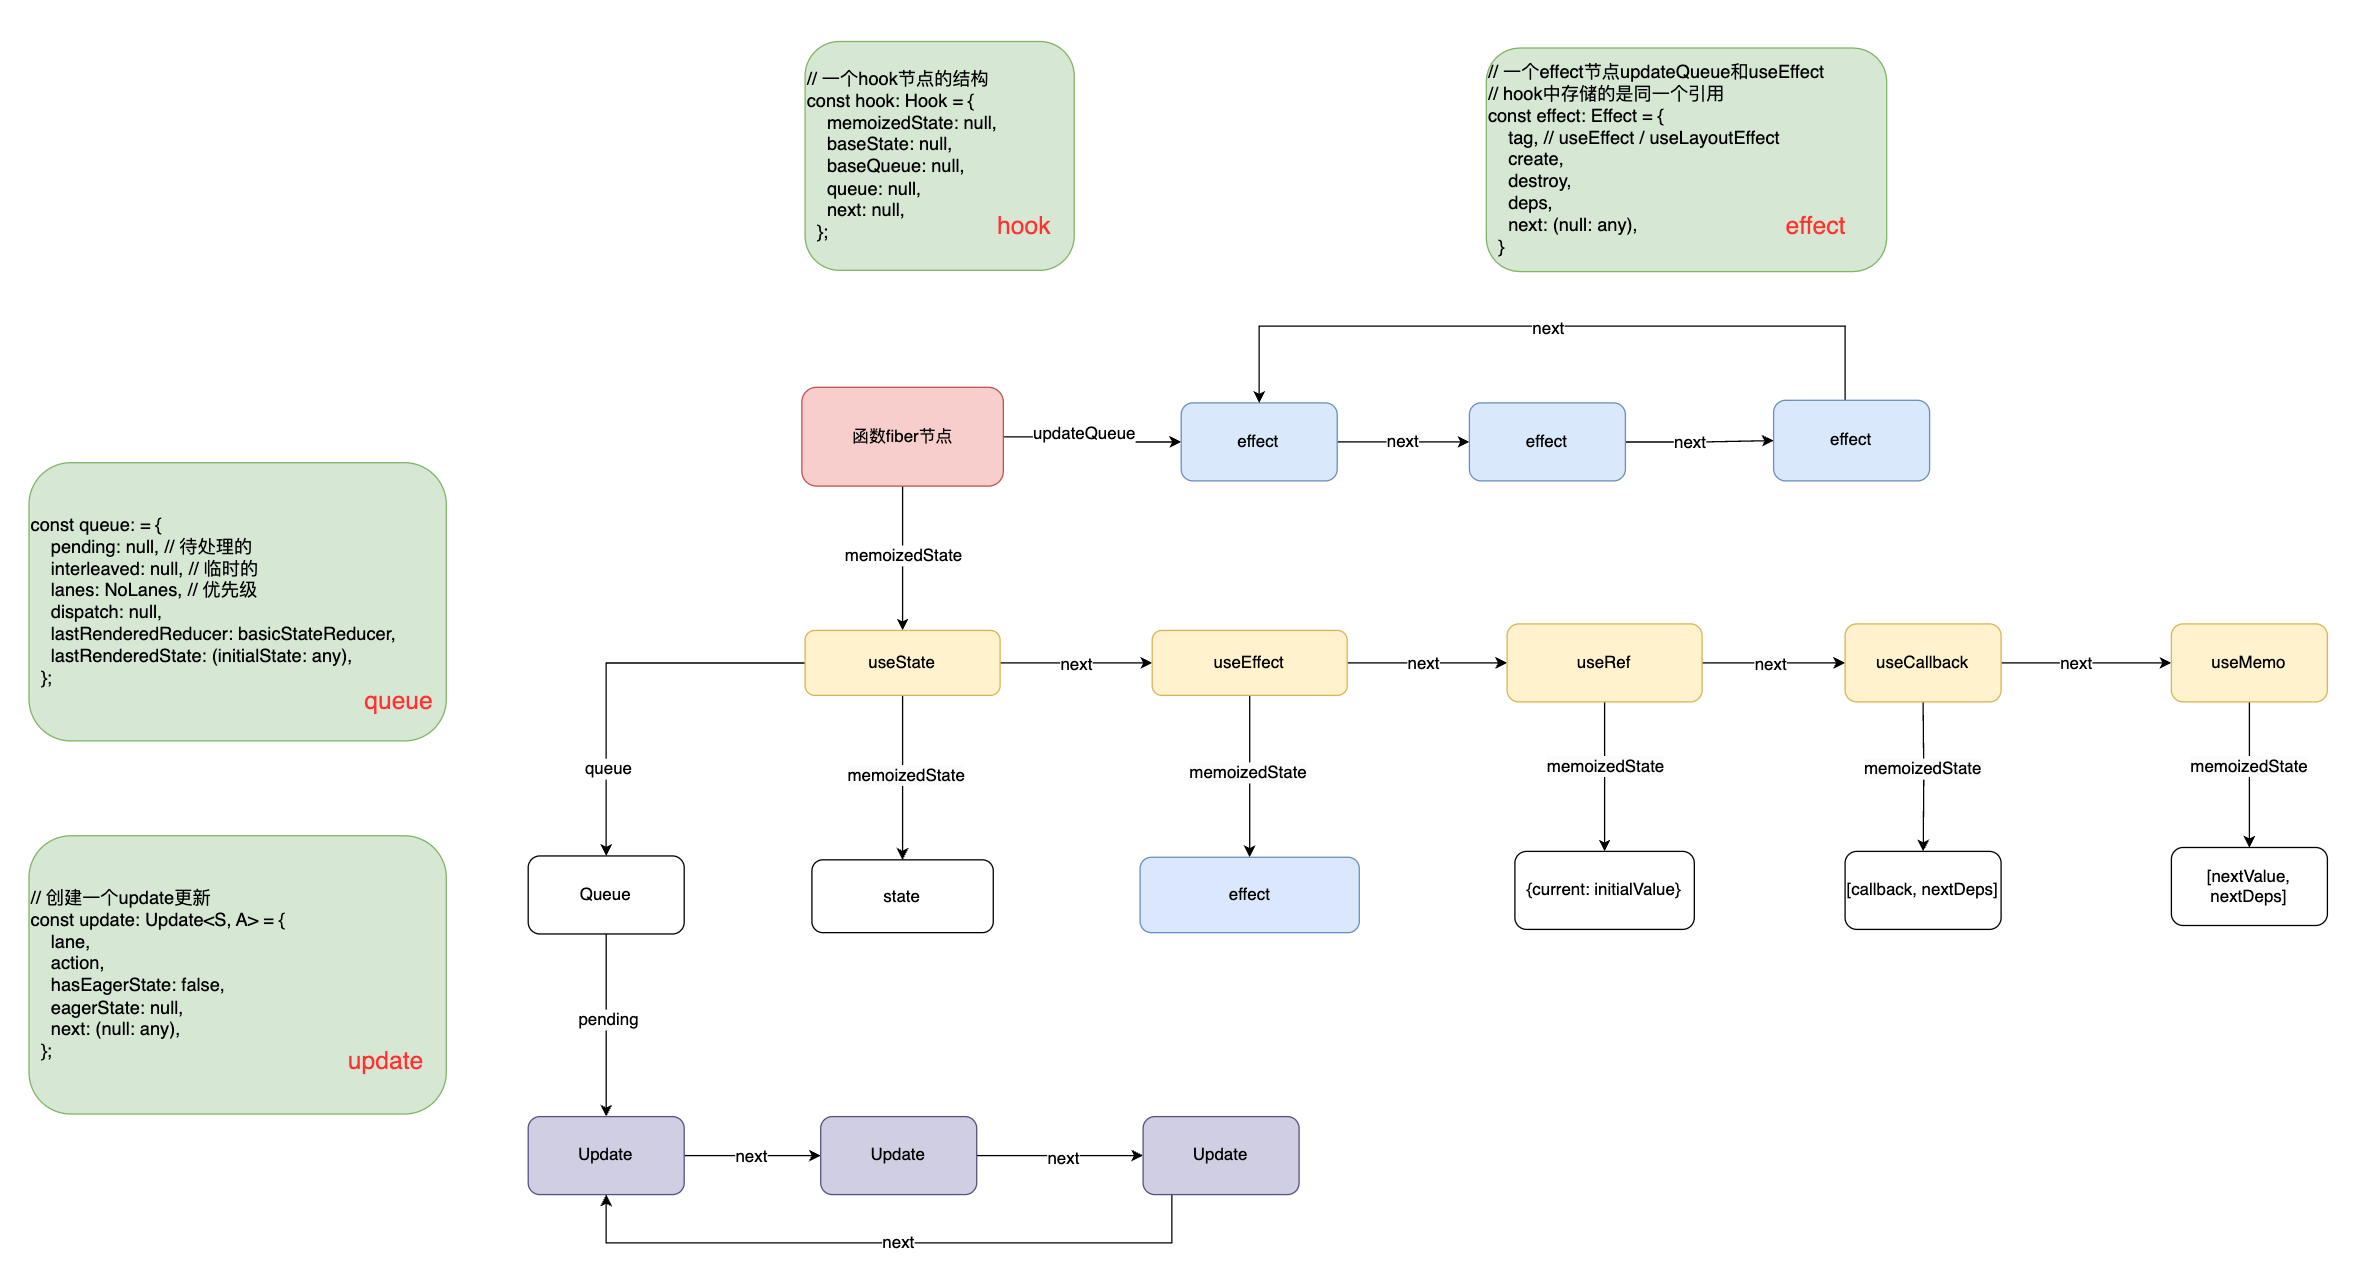 // 一个hook节点的结构
const hook: Hook = {
memoizedState: null,
baseState: null,
baseQueue: null,
queue: null,
next: null,
};
hook
// 一个effect节点updateQueue和useEffect
// hook中存储的是同一个引用
const effect: Effect = {
tag, // useEffect / useLayoutEffect
create,
destroy,
deps,
next: (null: any),
}
effect
next
函数fiber节点
updateQueue
effect
next
effect
next
effect
const queue: = {
pending: null, // 待处理的
interleaved: null, // 临时的
lanes: NoLanes, // 优先级
dispatch: null,
lastRenderedReducer: basicStateReducer,
lastRenderedState: (initialState: any),
};
queue
memoizedState
useState
next
useEffect
next
useRef
next
useCallback
next
useMemo
queue
memoizedState
memoizedState
memoizedState
memoizedState
memoizedState
Queue
state
effect
{current: initialValue}
[callback, nextDeps]
[nextValue,
nextDeps]
// 创建一个update更新
const update: Update<S, A> = {
lane,
action,
hasEagerState: false,
eagerState: null,
next: (null: any),
};
update
pending
Update
next
Update
next
Update
next